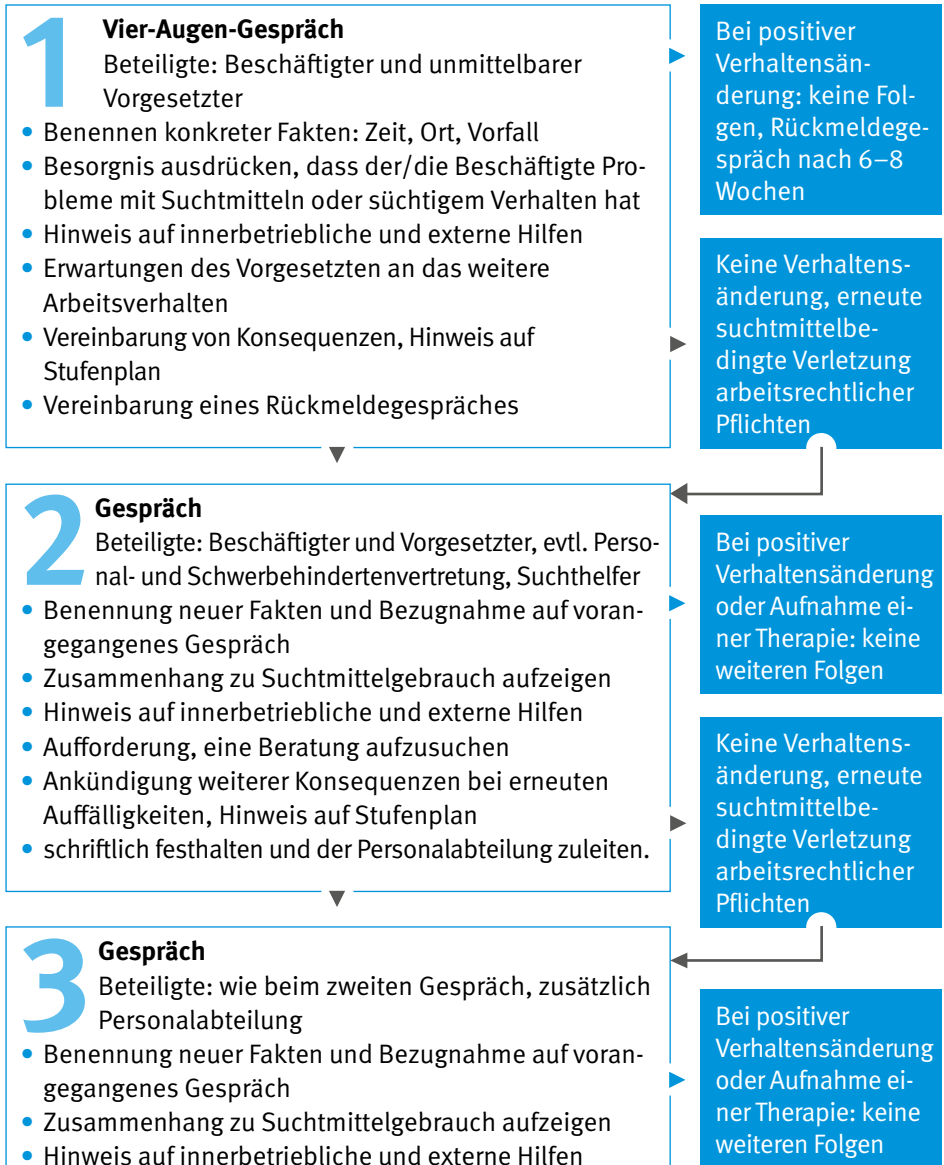 1
Vier-Augen-Gespräch
Beteiligte: Beschäftigter und unmittelbarer
Vorgesetzter
• Benennen konkreter Fakten: Zeit, Ort, Vorfall
• Besorgnis ausdrücken, dass der/die Beschäftigte Pro-
bleme mit Suchtmitteln oder süchtigem Verhalten hat
• Hinweis auf innerbetriebliche und externe Hilfen
• Erwartungen des Vorgesetzten an das weitere
Arbeitsverhalten
• Vereinbarung von Konsequenzen, Hinweis auf
Stufenplan
• Vereinbarung eines Rückmeldegespräches
Bei positiver
Verhaltensän-
derung: keine Fol-
gen, Rückmeldege-
spräch nach 6–8
Wochen
Keine Verhaltens-
änderung, erneute
suchtmittelbe-
dingte Verletzung
arbeitsrechtlicher
Pflichten
2
Gespräch
Beteiligte: Beschäftigter und Vorgesetzter, evtl. Perso-
nal- und Schwerbehindertenvertretung, Suchthelfer
• Benennung neuer Fakten und Bezugnahme auf voran-
gegangenes Gespräch
• Zusammenhang zu Suchtmittelgebrauch aufzeigen
• Hinweis auf innerbetriebliche und externe Hilfen
• Aufforderung, eine Beratung aufzusuchen
• Ankündigung weiterer Konsequenzen bei erneuten
Auffälligkeiten, Hinweis auf Stufenplan
• schriftlich festhalten und der Personalabteilung zuleiten.
Bei positiver
Verhaltensänderung
oder Aufnahme ei-
ner Therapie: keine
weiteren Folgen
Keine Verhaltens-
änderung, erneute
suchtmittelbe-
dingte Verletzung
arbeitsrechtlicher
Pflichten
3
Gespräch
Beteiligte: wie beim zweiten Gespräch, zusätzlich
Personalabteilung
• Benennung neuer Fakten und Bezugnahme auf voran-
gegangenes Gespräch
• Zusammenhang zu Suchtmittelgebrauch aufzeigen
• Hinweis auf innerbetriebliche und externe Hilfen
Bei positiver
Verhaltensänderung
oder Aufnahme ei-
ner Therapie: keine
weiteren Folgen